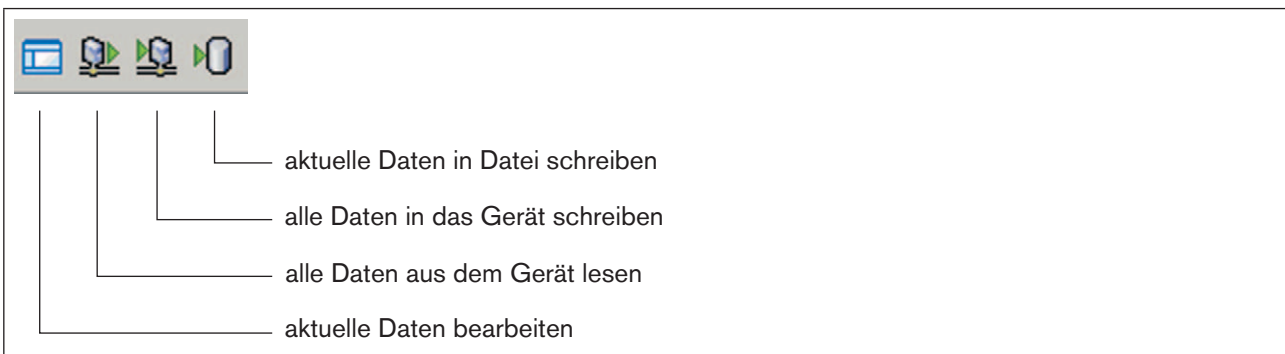 aktuelle Daten in Datei schreiben
alle Daten in das Gerät schreiben
alle Daten aus dem Gerät lesen
aktuelle Daten bearbeiten